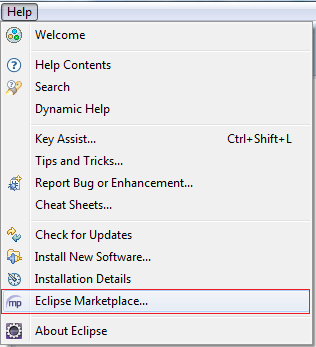 Help
Welcome
Help Contents
Search
Dynamic Help
Key Assist... Ctrl+Shift+L
Tips and Tricks...
Report Bug or Enhancement...
Cheat Sheets...
Check for Updates
Install New Software...
Installation Details
mp Eclipse Marketplace...
About Eclipse